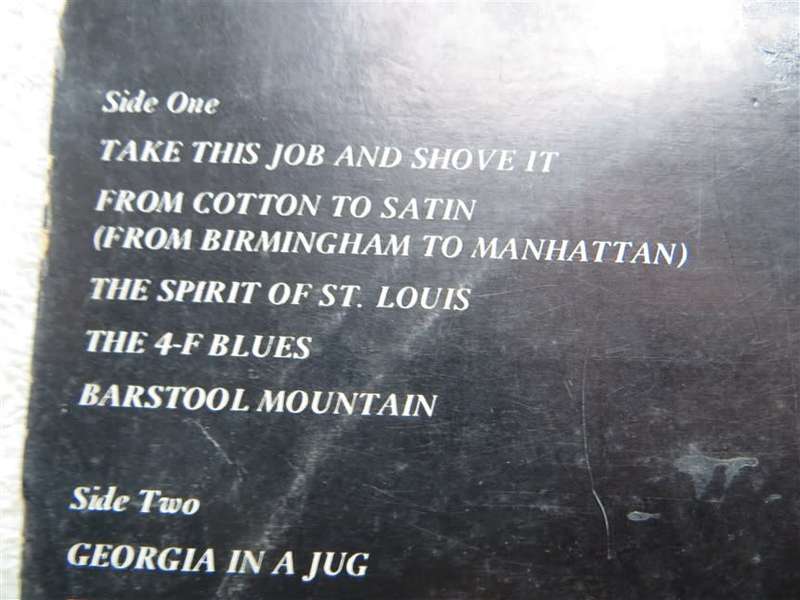 Side One
TAKE THIS JOB AND SHOVE IT
FROM COTTON TO SATIN
(FROM BIRMINGHAM TO MANHATTAN)
THE SPIRIT OF ST. LOUIS
THE 4-F BLUES
BARSTOOL MOUNTAIN
Side Two
GEORGIA IN A JUG